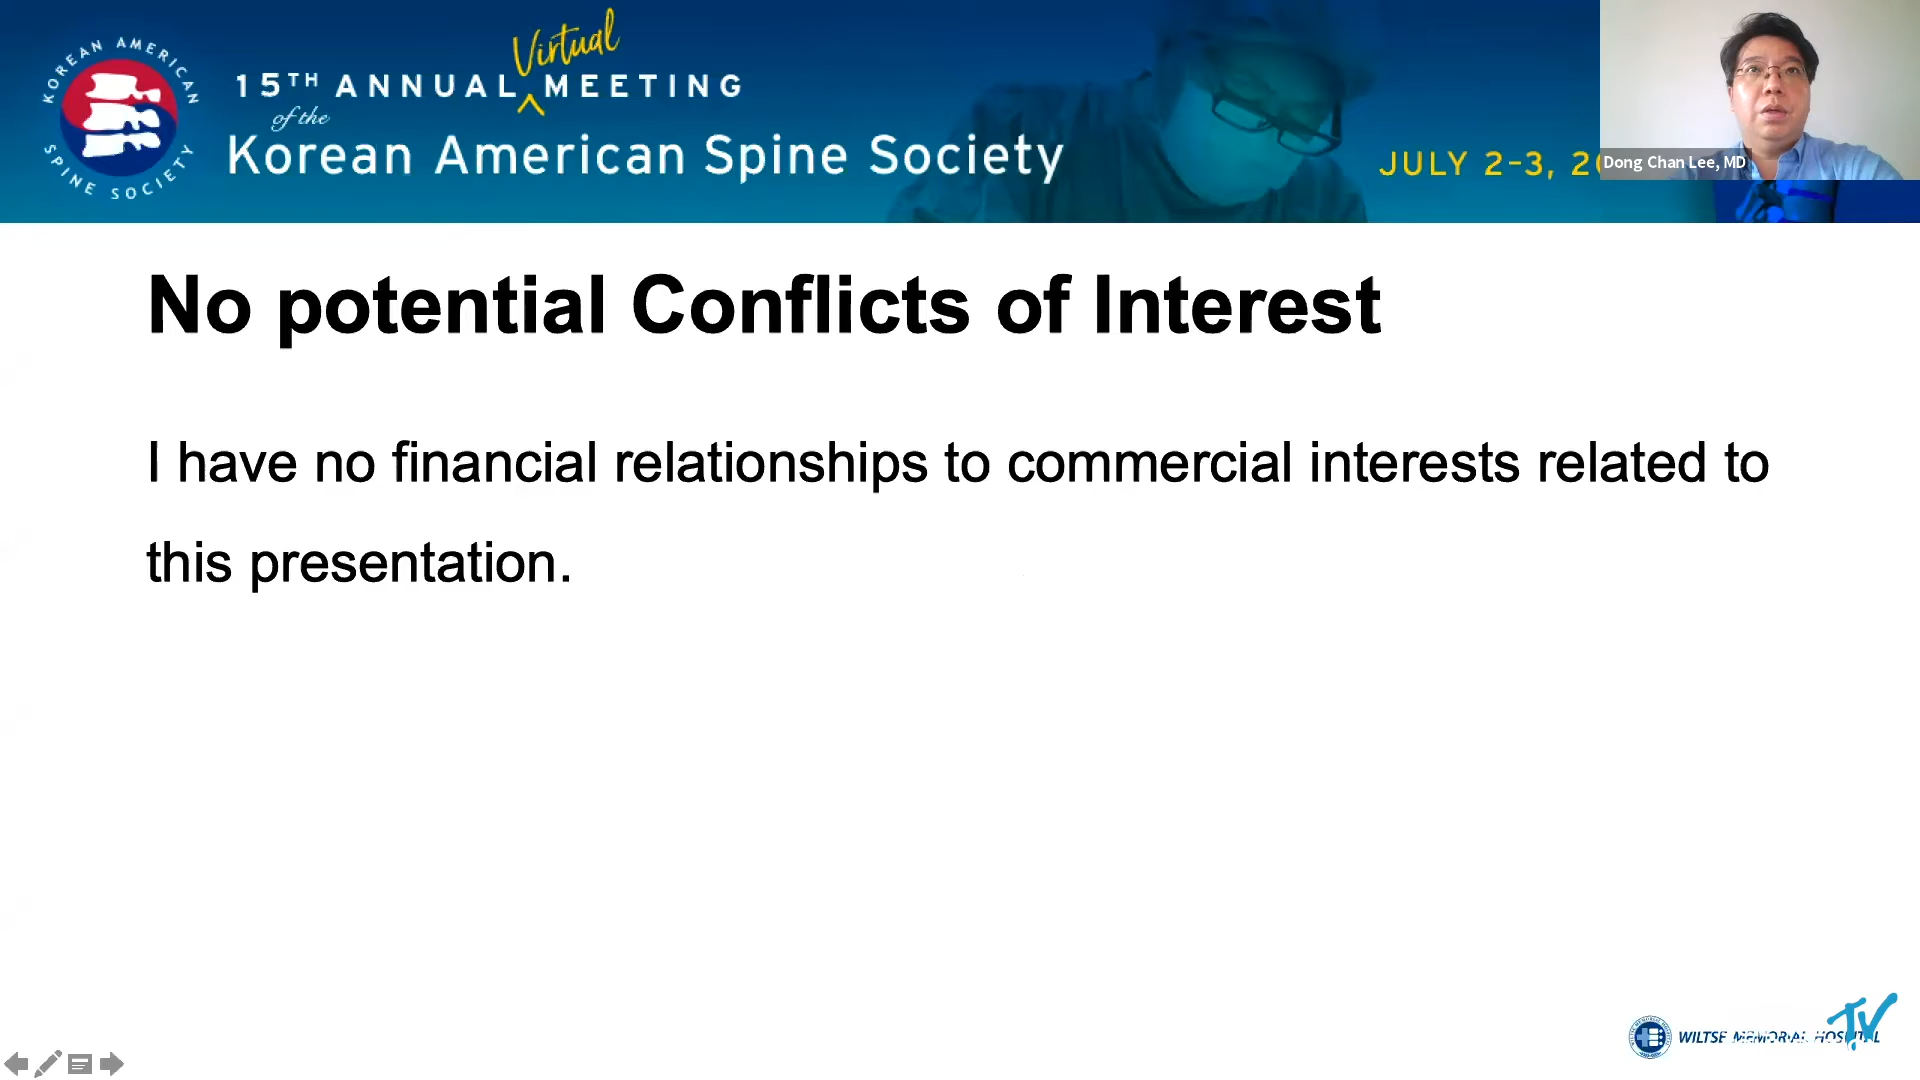 KOREAN AMERICAN
SPINE SOCIETY
Virtual
15TH ANNUAL MEETING
of the
Korean American Spine Society
JULY 2-3, 2
Dong Chan Lee, MD
No potential Conflicts of Interest
I have no financial relationships to commercial interests related to
this presentation.
WILTSE MEMORIAL HOSPITAL
TV